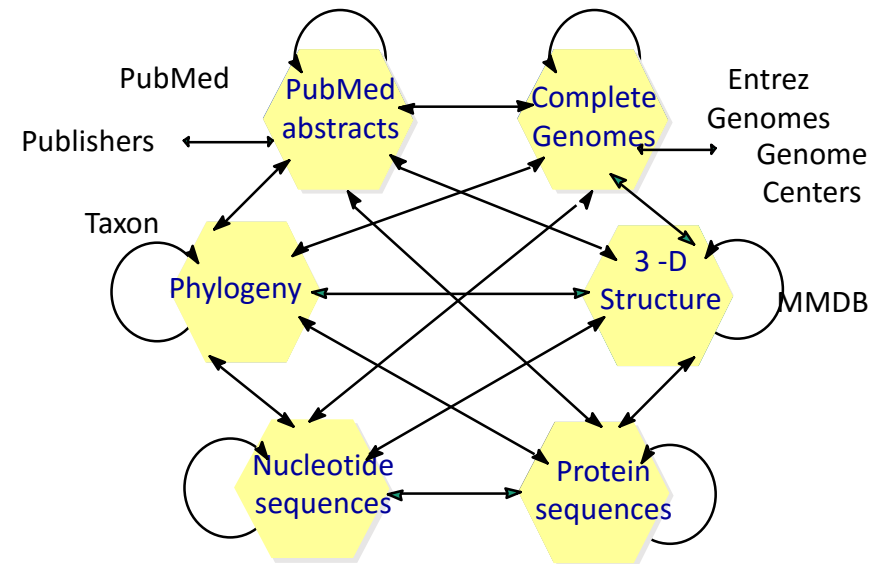 PubMed
PubMed
abstracts
Complete
Genomes
Entrez
Genomes
Publishers
Genome
Centers
Taxon
Phylogeny
3 -D
Structure
MMDB
Nucleotide
sequences
Protein
sequences